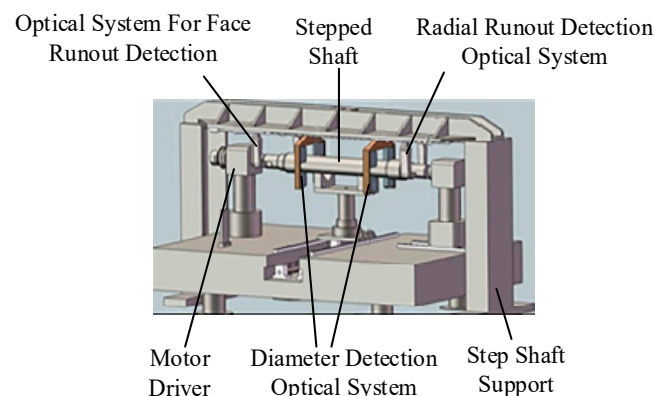 Optical System For Face
Runout Detection
Stepped
Shaft
Radial Runout Detection
Optical System
Motor
Driver
Diameter Detection
Optical System
Step Shaft
Support